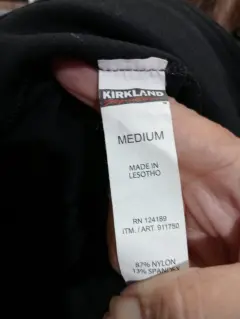 KIRKLAND
MEDIUM
MADE IN
LESOTHO
RN 124189
ITM. / ART. 911750
87% NYLON
13% SPANDEX